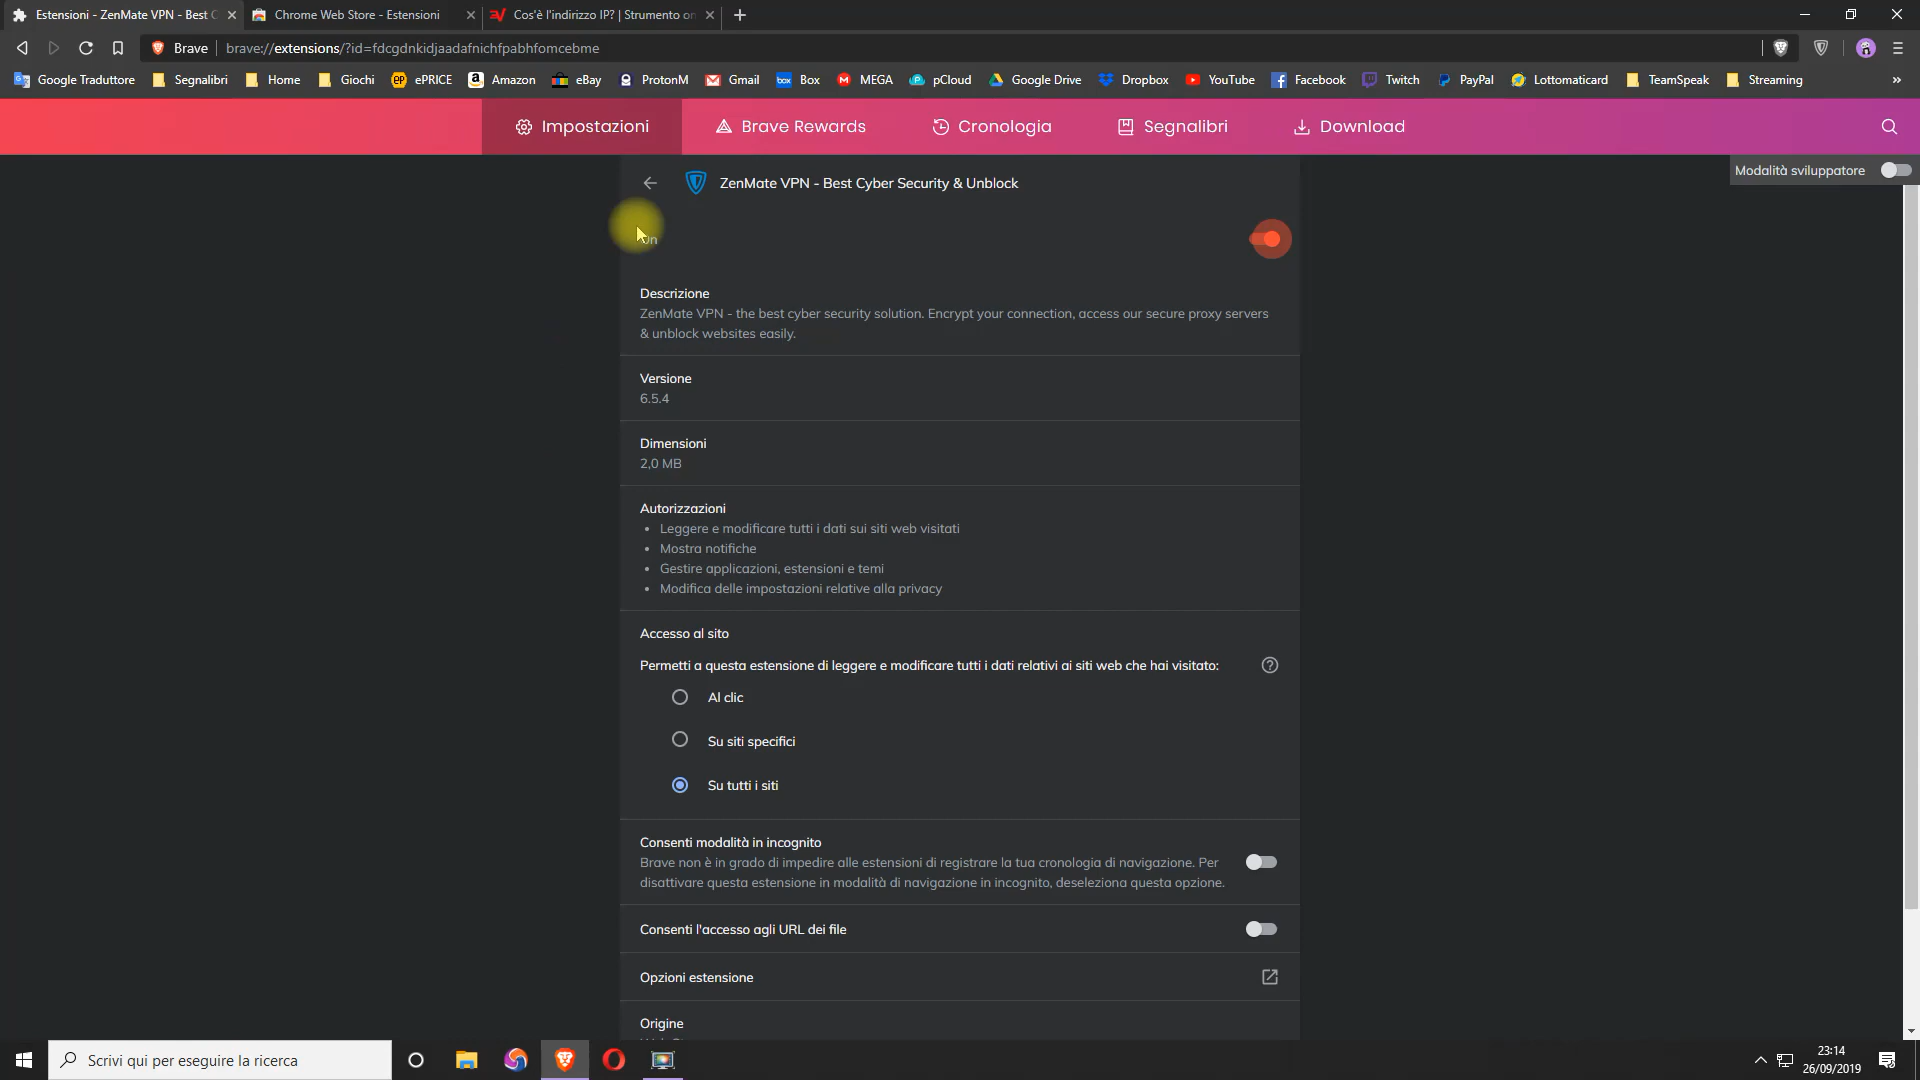 Estensioni - ZenMate VPN - Best C
Chrome Web Store - Estensioni
Cos'è l'indirizzo IP? | Strumento on
Brave
brave://extensions/?id=fdcgdnkidjaadafnichfpabhfomcebme
Google Traduttore
Segnalibri
Home
Giochi
ePRICE
Amazon
eBay
ProtonM
Gmail
Box
MEGA
pCloud
Google Drive
Dropbox
YouTube
Facebook
Twitch
PayPal
Lottomaticard
TeamSpeak
Streaming
»
Impostazioni
Brave Rewards
Cronologia
Segnalibri
Download
Modalità sviluppatore
ZenMate VPN - Best Cyber Security & Unblock
On
Descrizione
ZenMate VPN - the best cyber security solution. Encrypt your connection, access our secure proxy servers
& unblock websites easily.
Versione
6.5.4
Dimensioni
2,0 MB
Autorizzazioni
• Leggere e modificare tutti i dati sui siti web visitati
• Mostra notifiche
• Gestire applicazioni, estensioni e temi
• Modifica delle impostazioni relative alla privacy
Accesso al sito
Permetti a questa estensione di leggere e modificare tutti i dati relativi ai siti web che hai visitato:
Al clic
Su siti specifici
Su tutti i siti
Consenti modalità in incognito
Brave non è in grado di impedire alle estensioni di registrare la tua cronologia di navigazione. Per
disattivare questa estensione in modalità di navigazione in incognito, deseleziona questa opzione.
Consenti l'accesso agli URL dei file
Opzioni estensione
Origine
Scrivi qui per eseguire la ricerca
23:14
26/09/2019